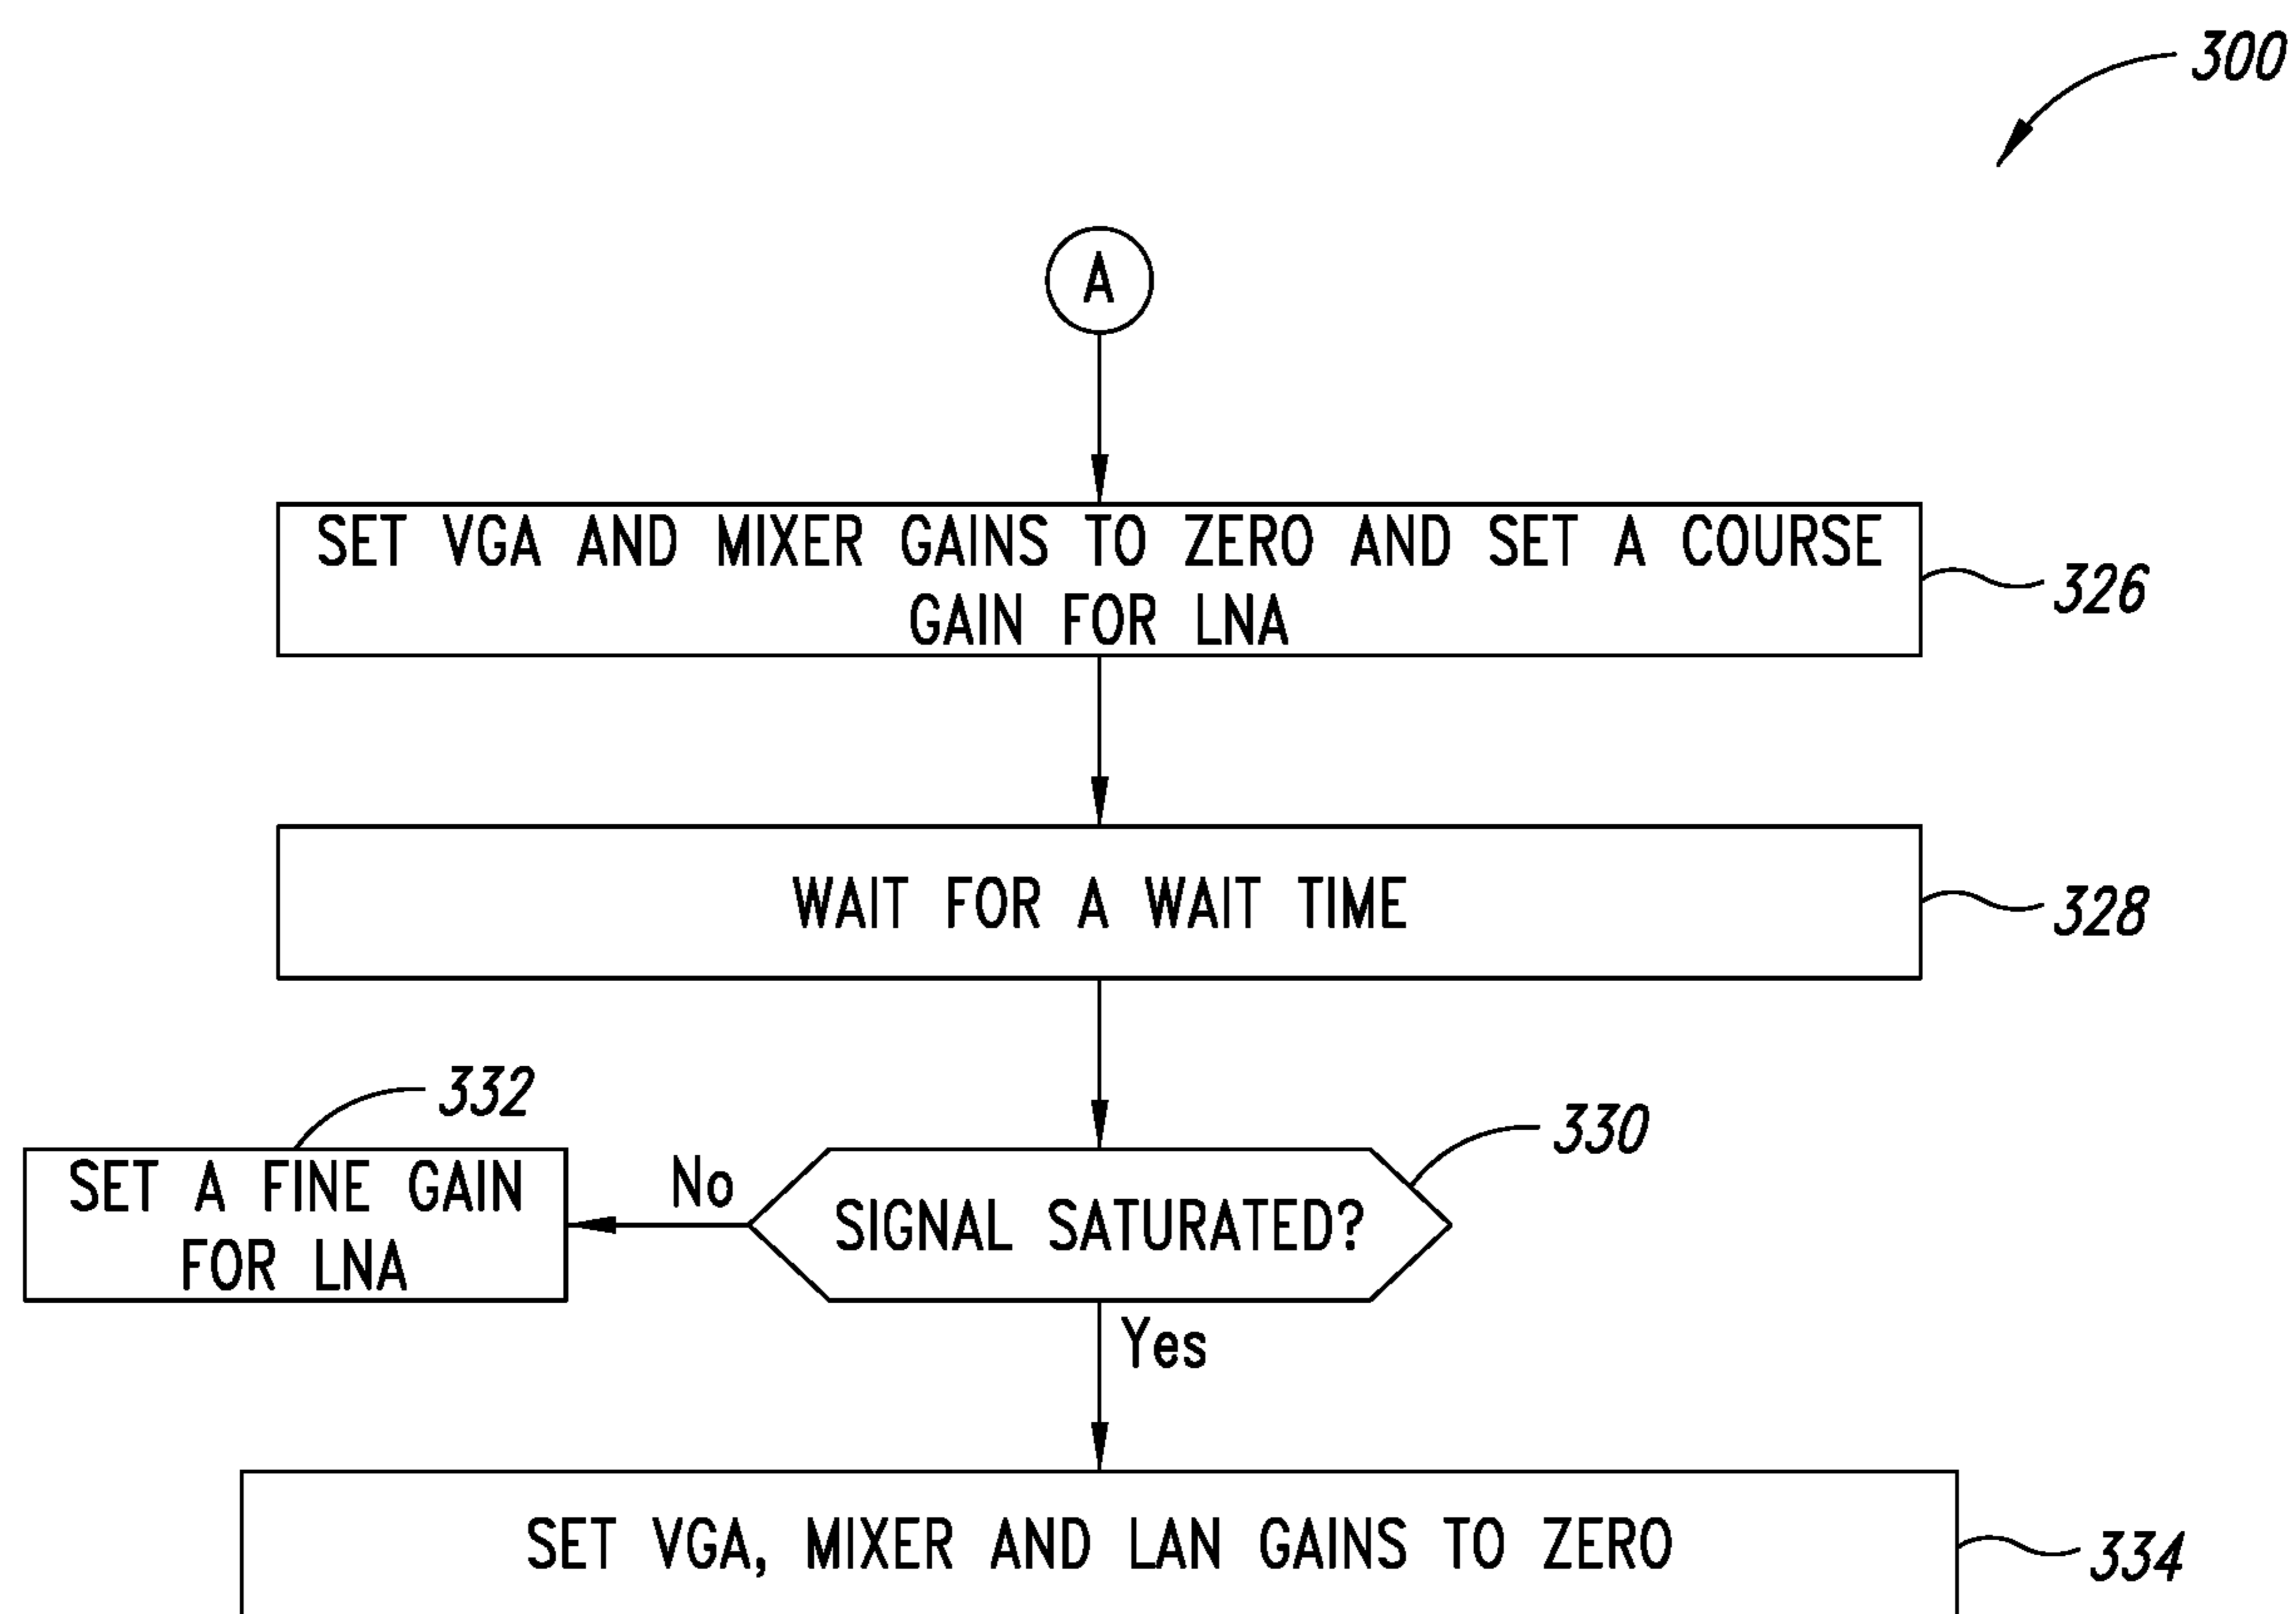 300
A
SET VGA AND MIXER GAINS TO ZERO AND SET A COURSE
GAIN FOR LNA
326
WAIT FOR A WAIT TIME
328
332
330
SET A FINE GAIN
FOR LNA
No
SIGNAL SATURATED?
Yes
SET VGA, MIXER AND LAN GAINS TO ZERO
334